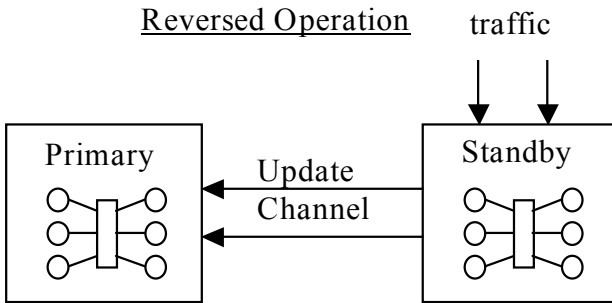 Reversed Operation
traffic
Primary
Standby
Update
Channel